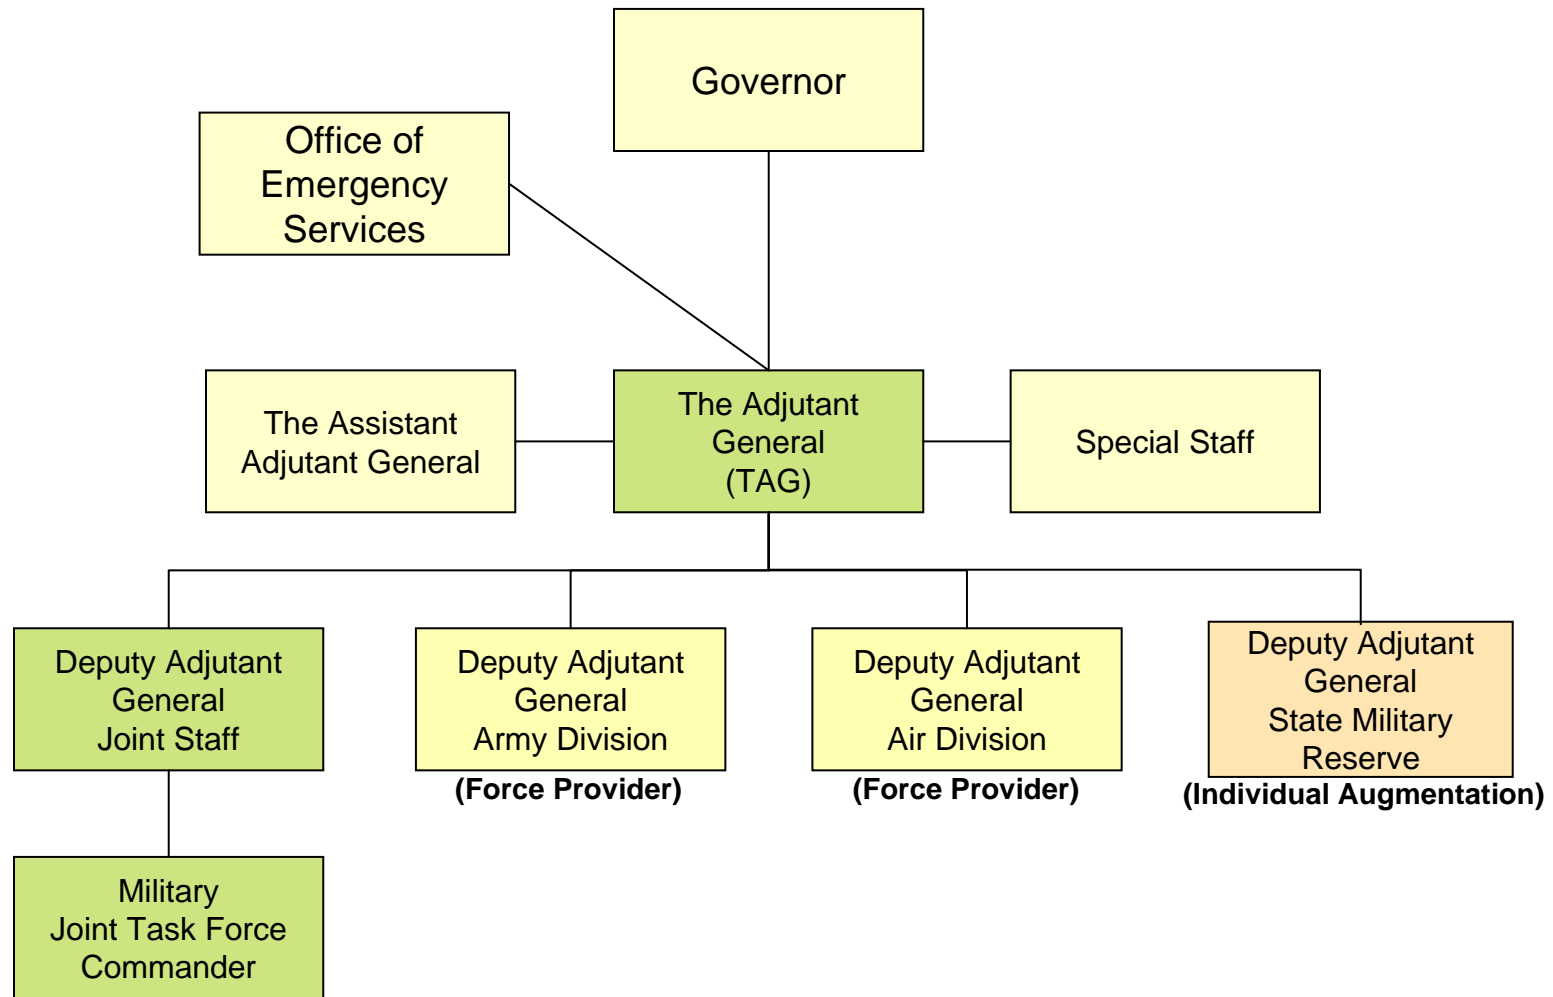 Governor
Office of
Emergency
Services
The Assistant
Adjutant General
The Adjutant
General
(TAG)
Special Staff
Deputy Adjutant
General
Joint Staff
Deputy Adjutant
General
Army Division
(Force Provider)
Deputy Adjutant
General
Air Division
(Force Provider)
Deputy Adjutant
General
State Military
Reserve
(Individual Augmentation)
Military
Joint Task Force
Commander